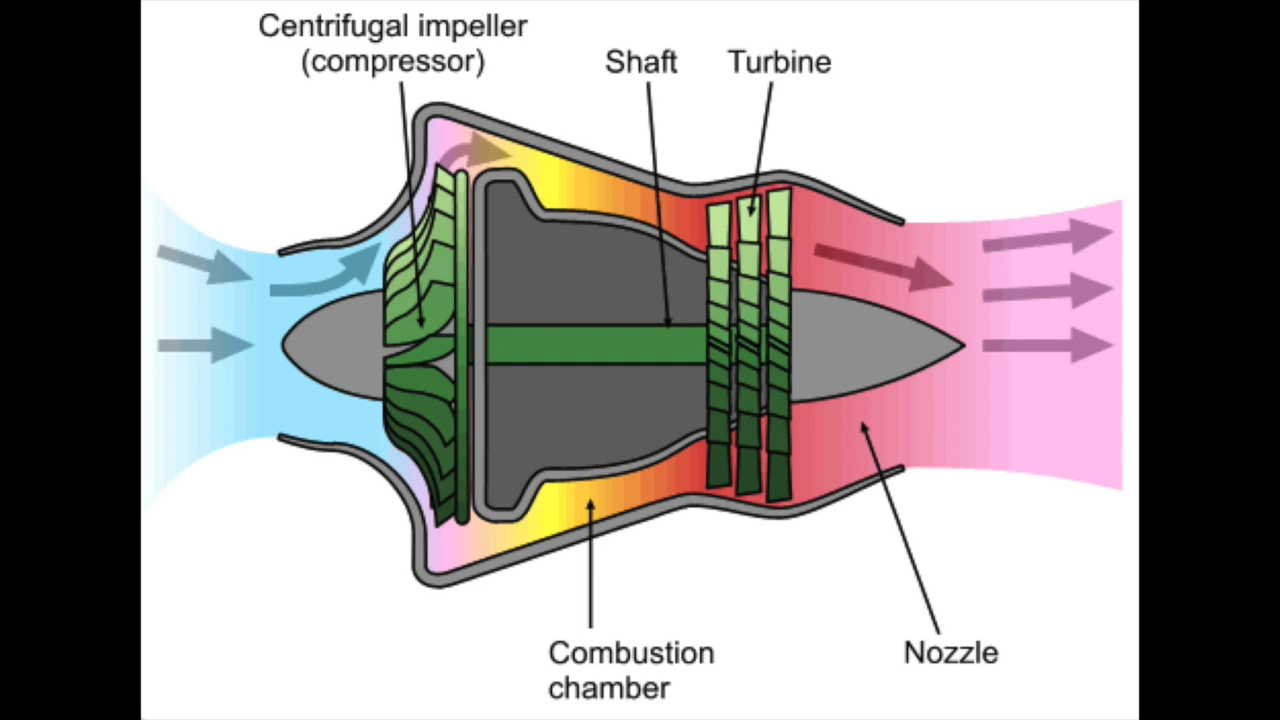 Centrifugal impeller
(compressor)
Shaft
Turbine
Combustion
chamber
Nozzle